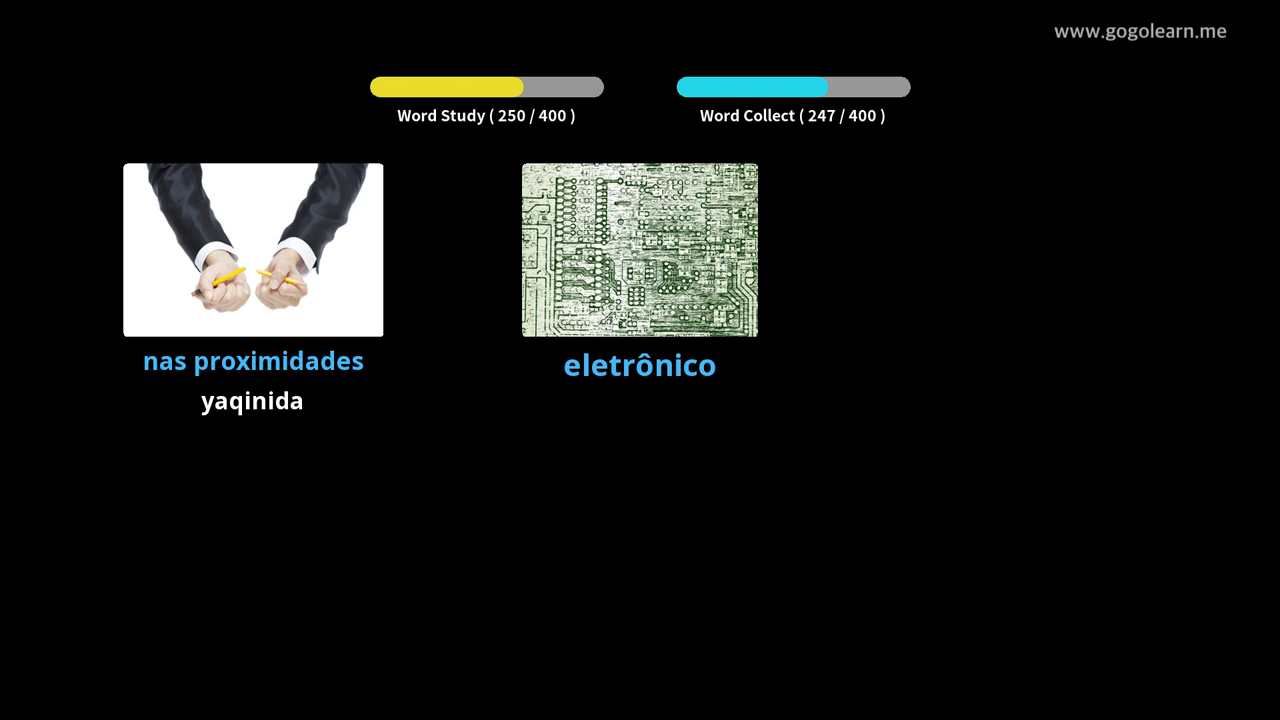 www.gogolearn.me
Word Study ( 250 / 400 )
Word Collect ( 247 / 400 )
nas proximidades
yaqinida
eletrônico